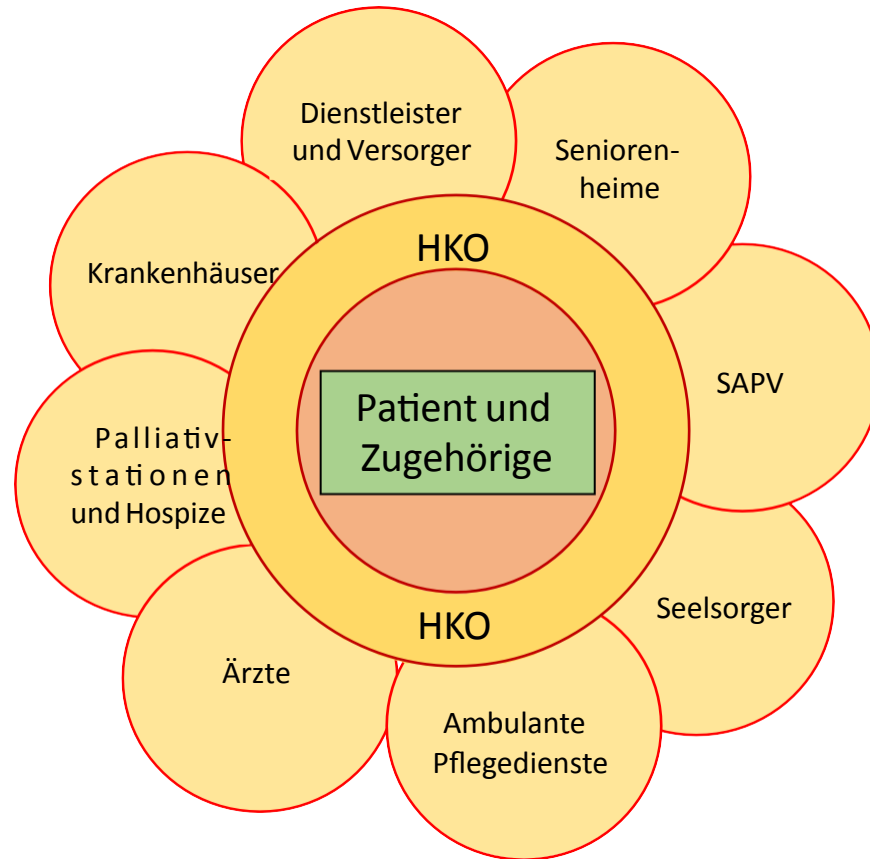 Dienstleister
und Versorger
Senioren-
heime
HKO
Krankenhäuser
SAPV
Patient und
Zugehörige
Palliativ-
stationen
und Hospize
Seelsorger
HKO
Ärzte
Ambulante
Pflegedienste